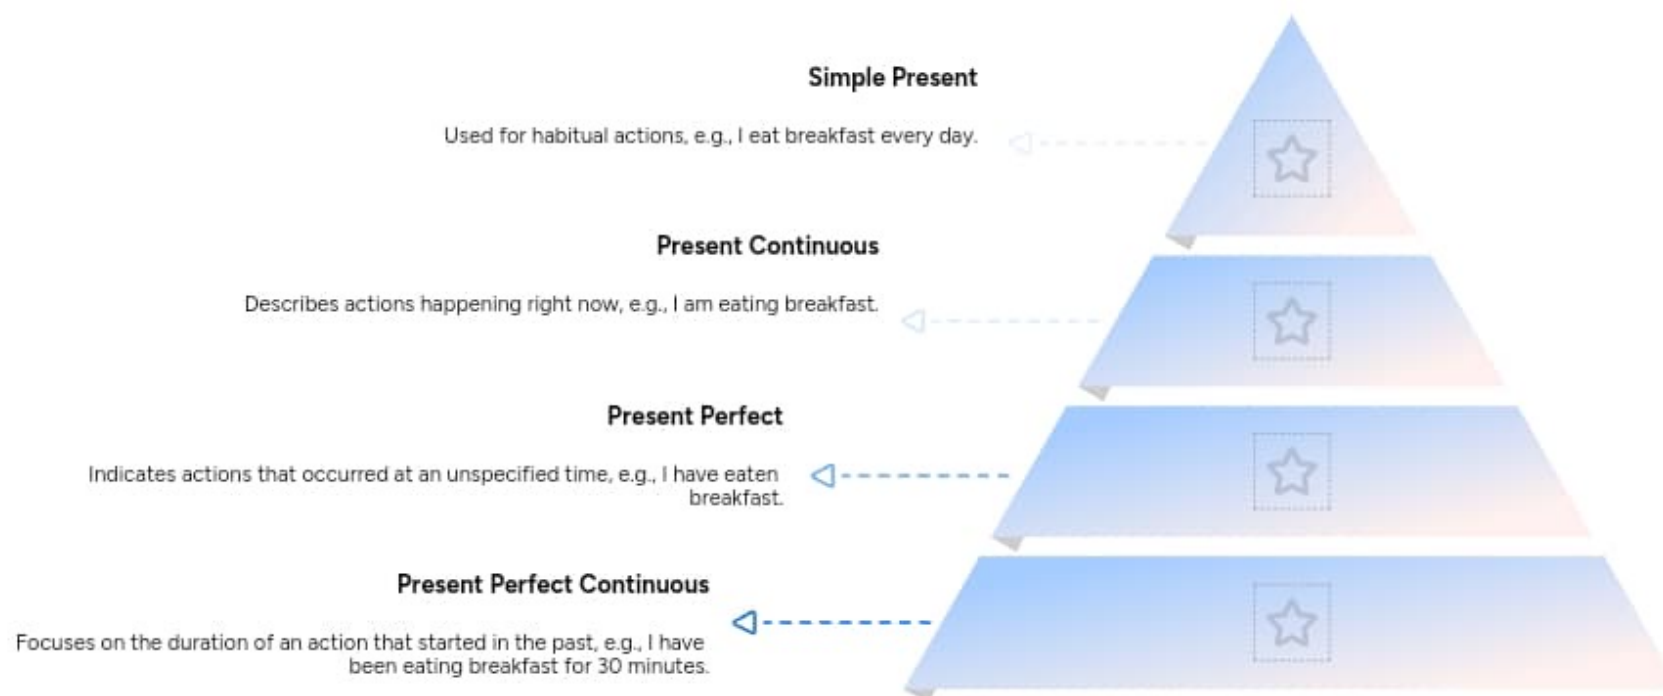 Simple Present
Used for habitual actions, e.g., I eat breakfast every day.
Present Continuous
Describes actions happening right now, e.g., I am eating breakfast.
Present Perfect
Indicates actions that occurred at an unspecified time, e.g., I have eaten
breakfast.
Present Perfect Continuous
Focuses on the duration of an action that started in the past, e.g., I have
been eating breakfast for 30 minutes.